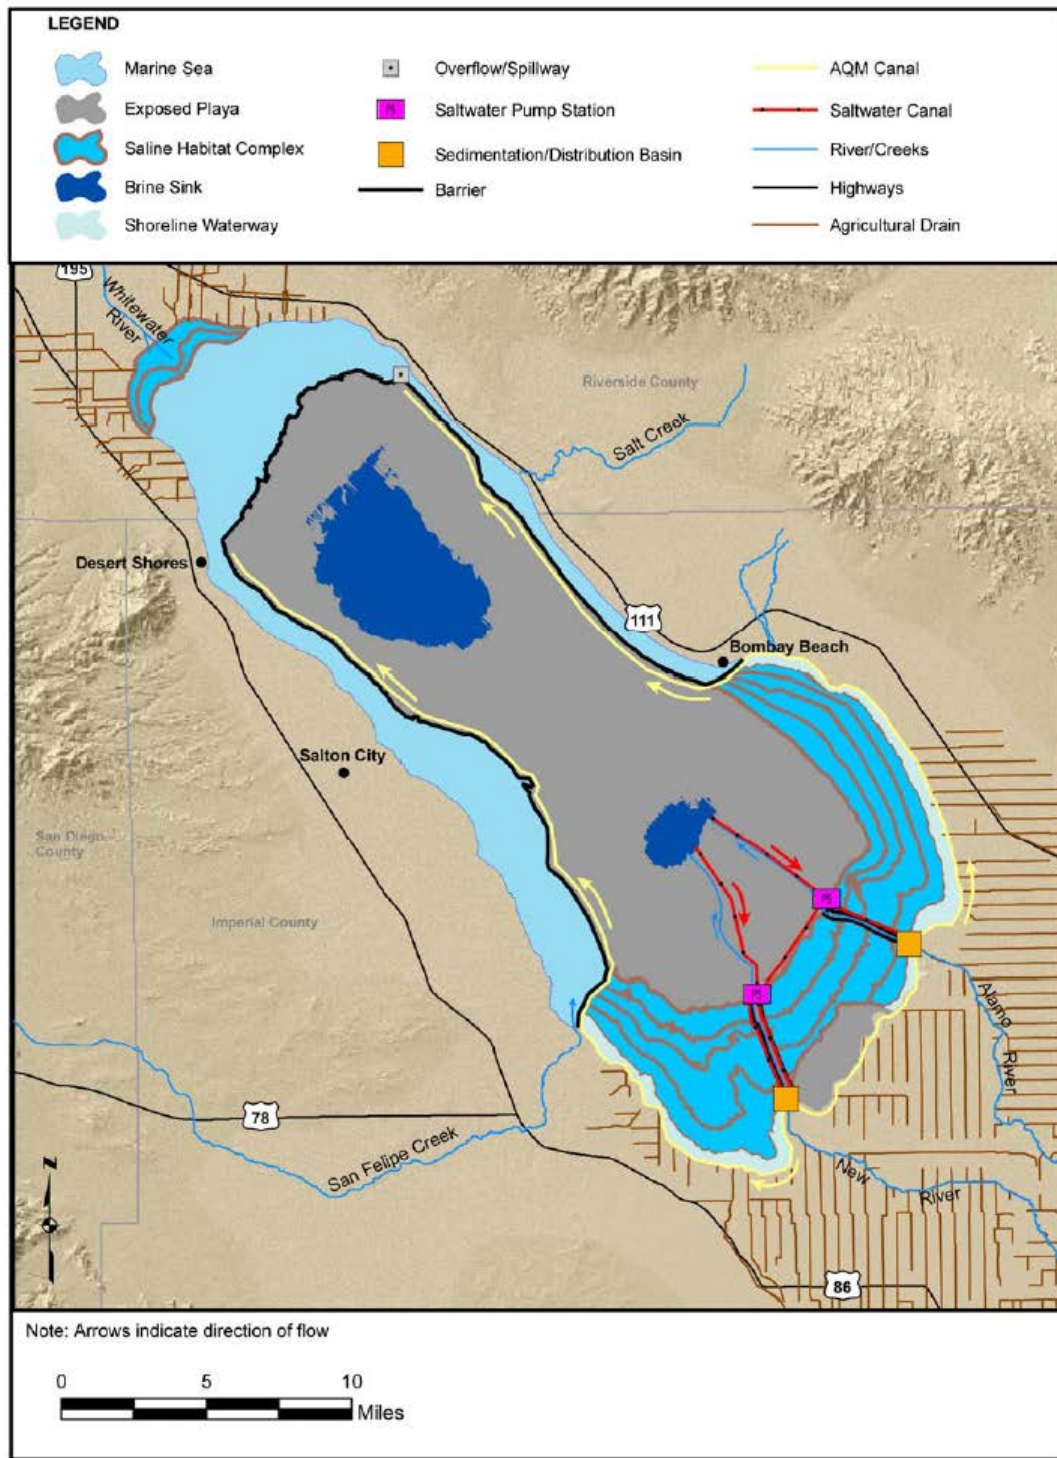 LEGEND
Marine Sea
Exposed Playa
Saline Habitat Complex
Brine Sink
Shoreline Waterway
Overflow/Spillway
PS
Saltwater Pump Station
Sedimentation/Distribution Basin
Barrier
AQM Canal
Saltwater Canal
River/Creeks
Highways
Agricultural Drain
195
Whitewater
River
Riverside County
Salt Creek
Desert Shores
111
Bombay Beach
Salton City
San Diego
County
Imperial County
PS
PS
Alamo
River
78
San Felipe Creek
New
River
N
86
Note: Arrows indicate direction of flow
0 5 10
Miles